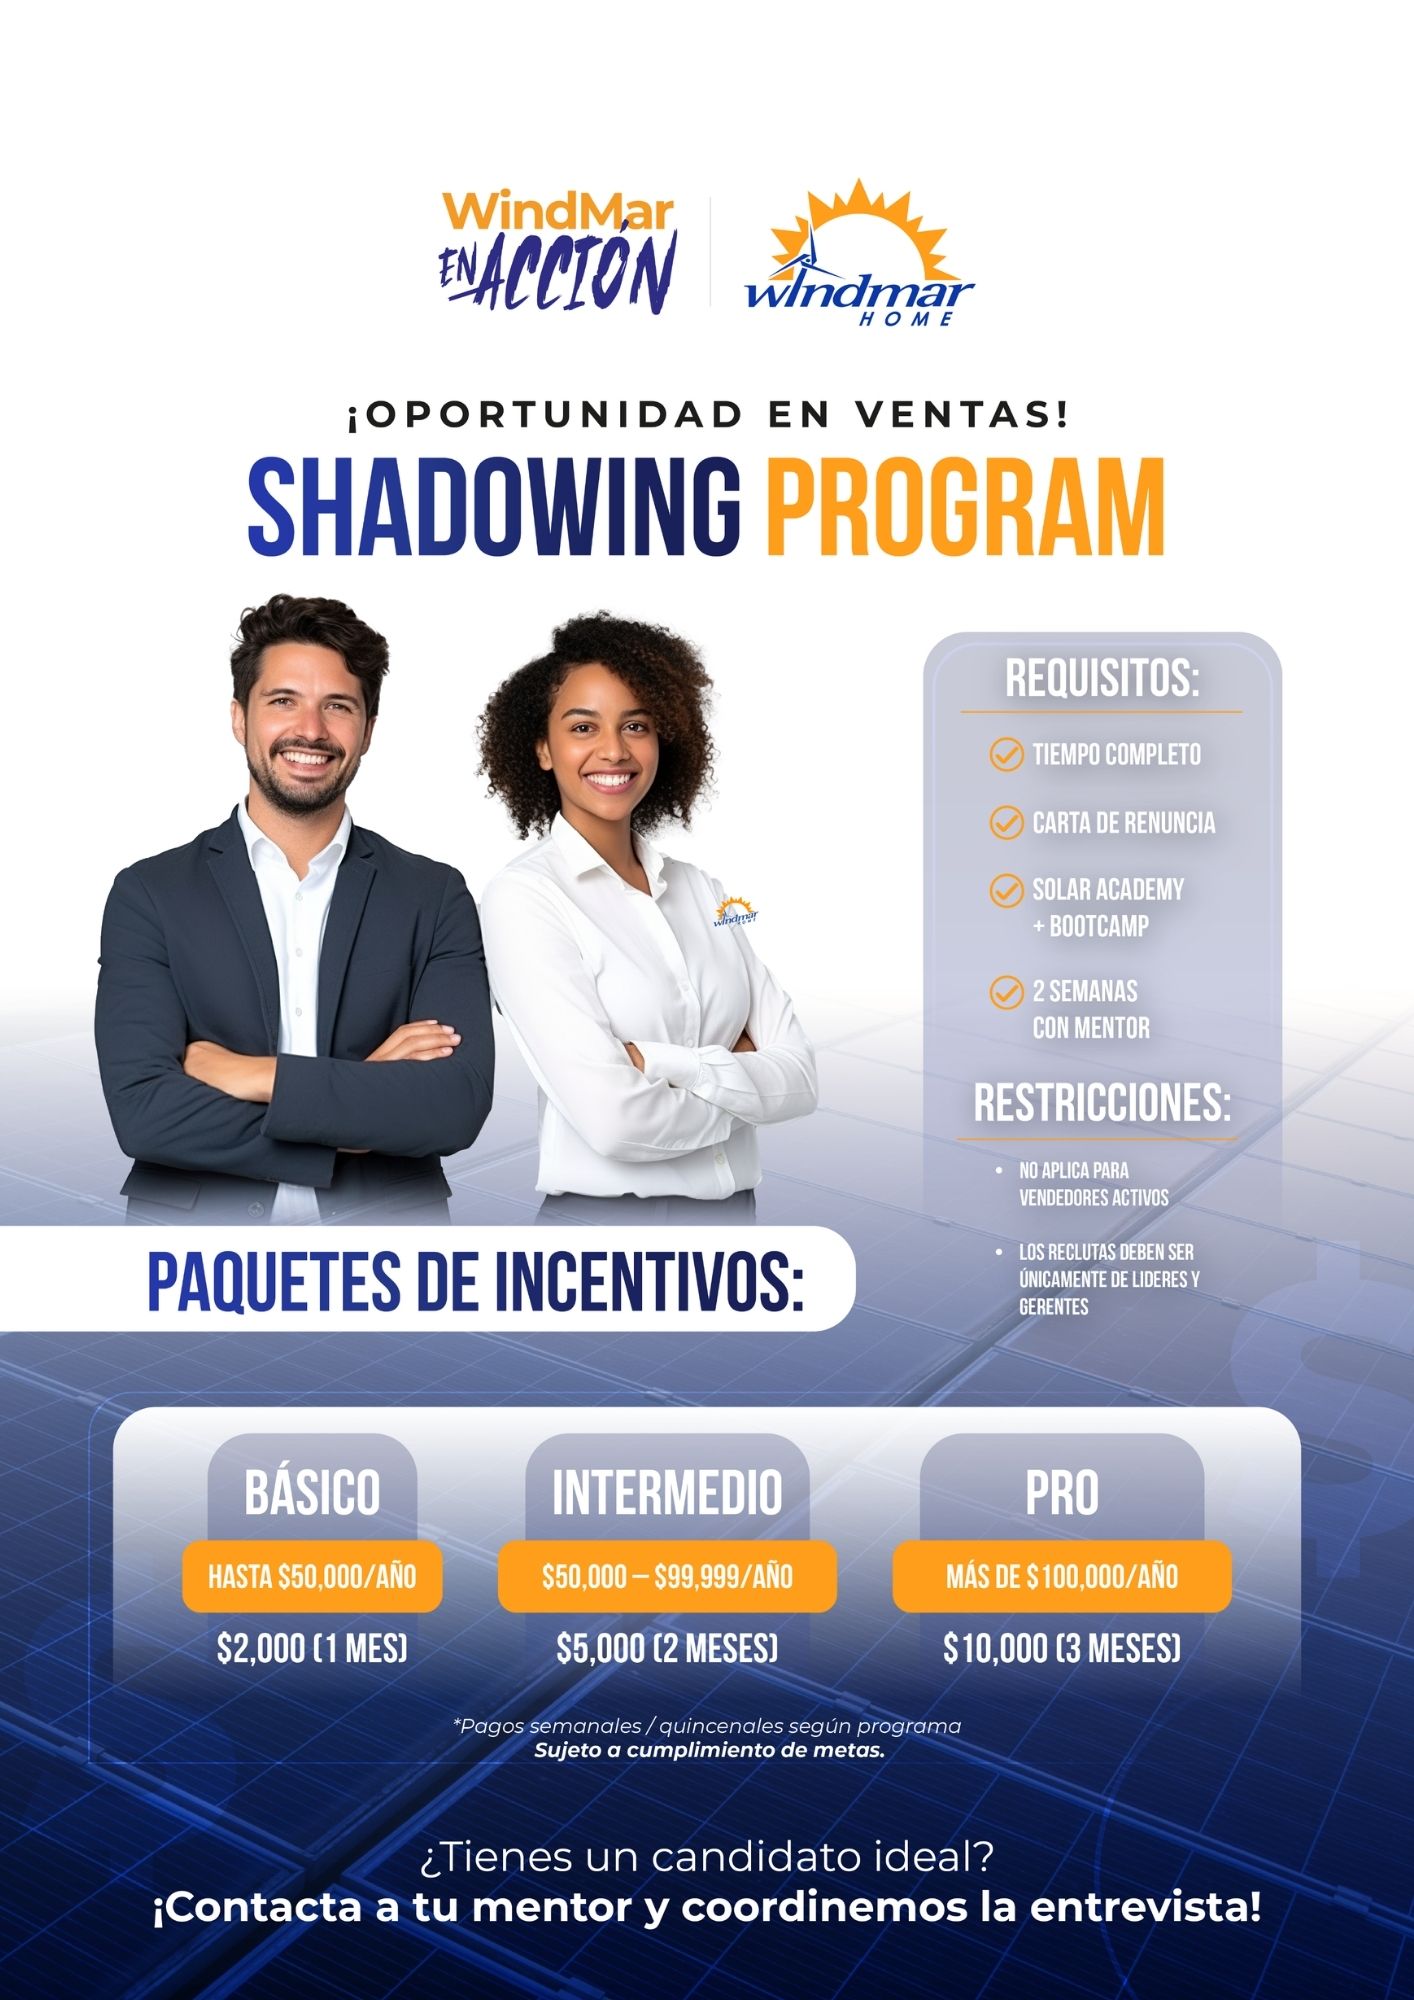 WindMar
EN ACCIÓN
windmar
HOME
¡OPORTUNIDAD EN VENTAS!
SHADOWING PROGRAM
REQUISITOS:
TIEMPO COMPLETO
CARTA DE RENUNCIA
SOLAR ACADEMY
+ BOOTCAMP
2 SEMANAS
CON MENTOR
windmar
HOME
RESTRICCIONES:
• NO APLICA PARA
VENDEDORES ACTIVOS
• LOS RECLUTAS DEBEN SER
ÚNICAMENTE DE LIDERES Y
GERENTES
PAQUETES DE INCENTIVOS:
BÁSICO
HASTA $50,000/AÑO
$2,000 (1 MES)
INTERMEDIO
$50,000 – $99,999/AÑO
$5,000 (2 MESES)
PRO
MÁS DE $100,000/AÑO
$10,000 (3 MESES)
*Pagos semanales / quincenales según programa
Sujeto a cumplimiento de metas.
¿Tienes un candidato ideal?
¡Contacta a tu mentor y coordinemos la entrevista!